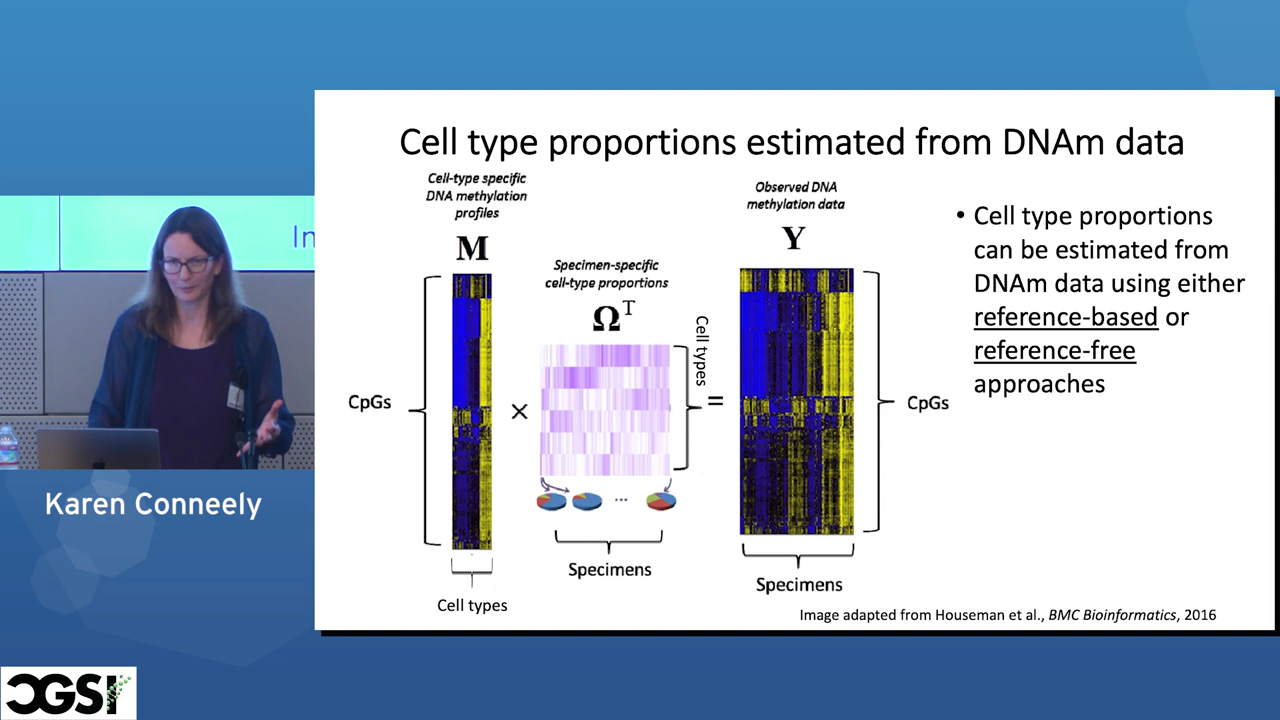 Cell type proportions estimated from DNAm data
Cell-type specific
DNA methylation
profiles
M
Specimen-specific
cell-type proportions
Ω^T
Observed DNA
methylation data
Y
CpGs
×
Cell types
=
CpGs
...
Specimens
Cell types
Specimens
• Cell type proportions
can be estimated from
DNAm data using either
reference-based or
reference-free
approaches
Image adapted from Houseman et al., BMC Bioinformatics, 2016
In
Karen Conneely
CGSI